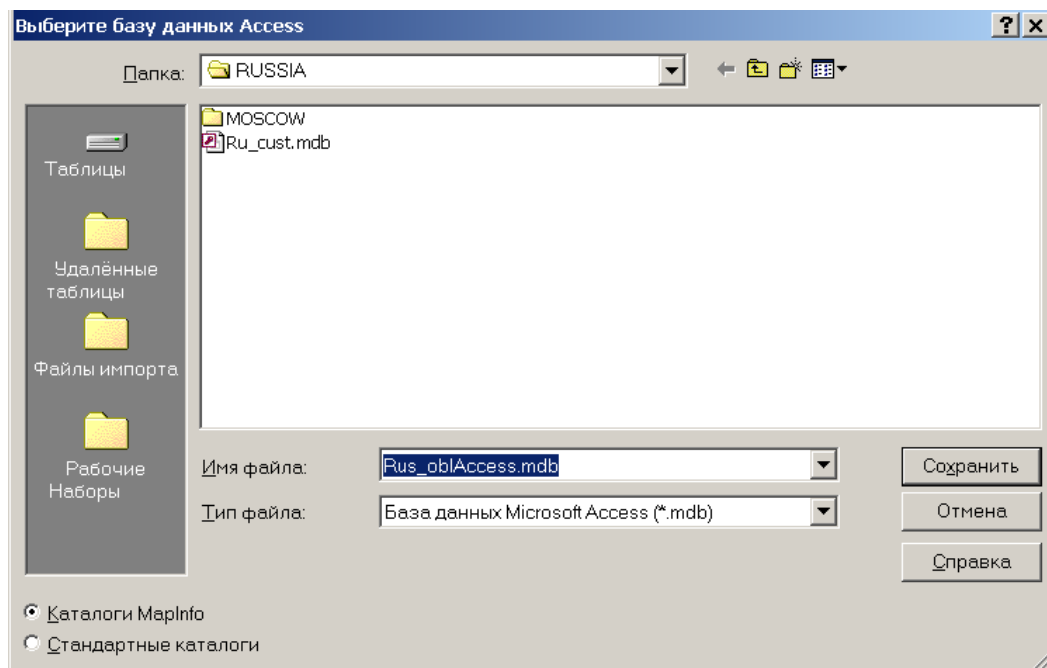 Выберите базу данных Access
Папка:
RUSSIA
MOSCOW
Ru_cust.mdb
Таблицы
Удалённые
таблицы
Файлы импорта
Рабочие
Наборы
Имя файла:
Rus_oblAccess.mdb
Сохранить
Тип файла:
База данных Microsoft Access (*.mdb)
Отмена
Справка
Каталоги MapInfo
Стандартные каталоги